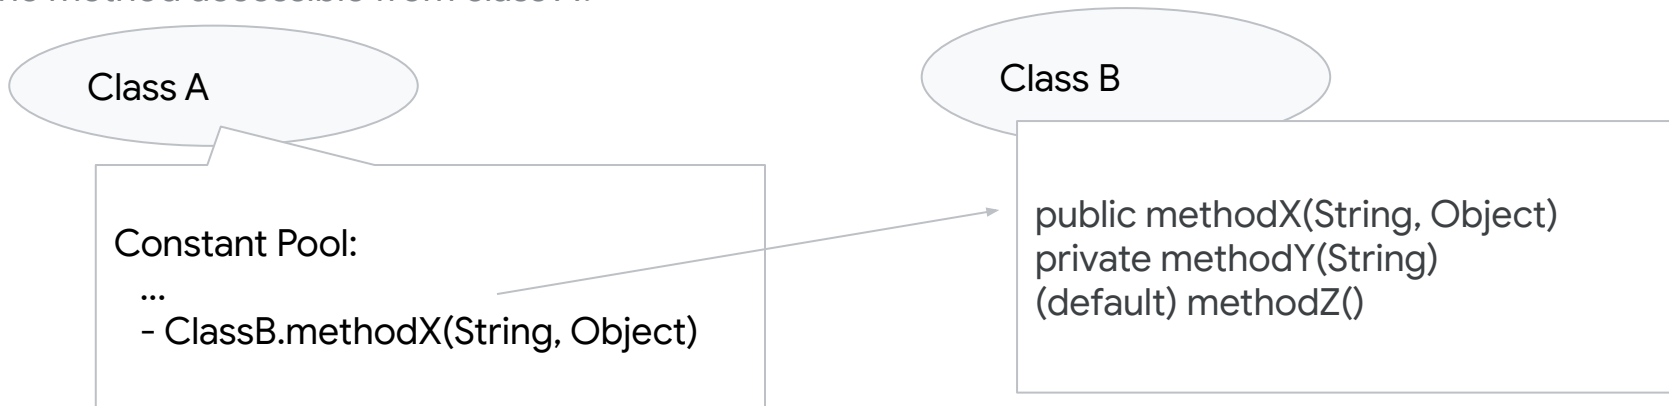 Class A
Class B
Constant Pool:
...
- ClassB.methodX(String, Object)
public methodX(String, Object)
private methodY(String)
(default) methodZ()